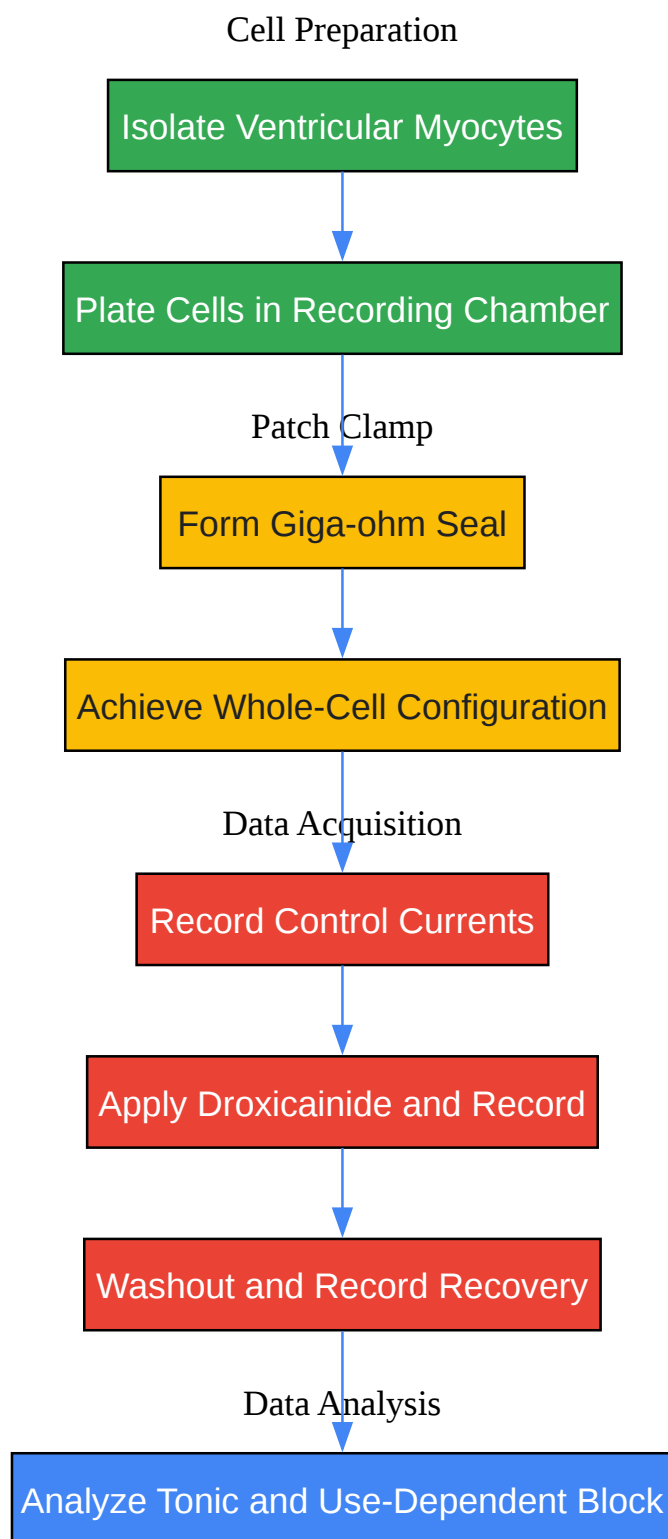 Cell Preparation
Isolate Ventricular Myocytes
Plate Cells in Recording Chamber
Patch Clamp
Form Giga-ohm Seal
Achieve Whole-Cell Configuration
Data Acquisition
Record Control Currents
Apply Droxicainide and Record
Washout and Record Recovery
Data Analysis
Analyze Tonic and Use-Dependent Block